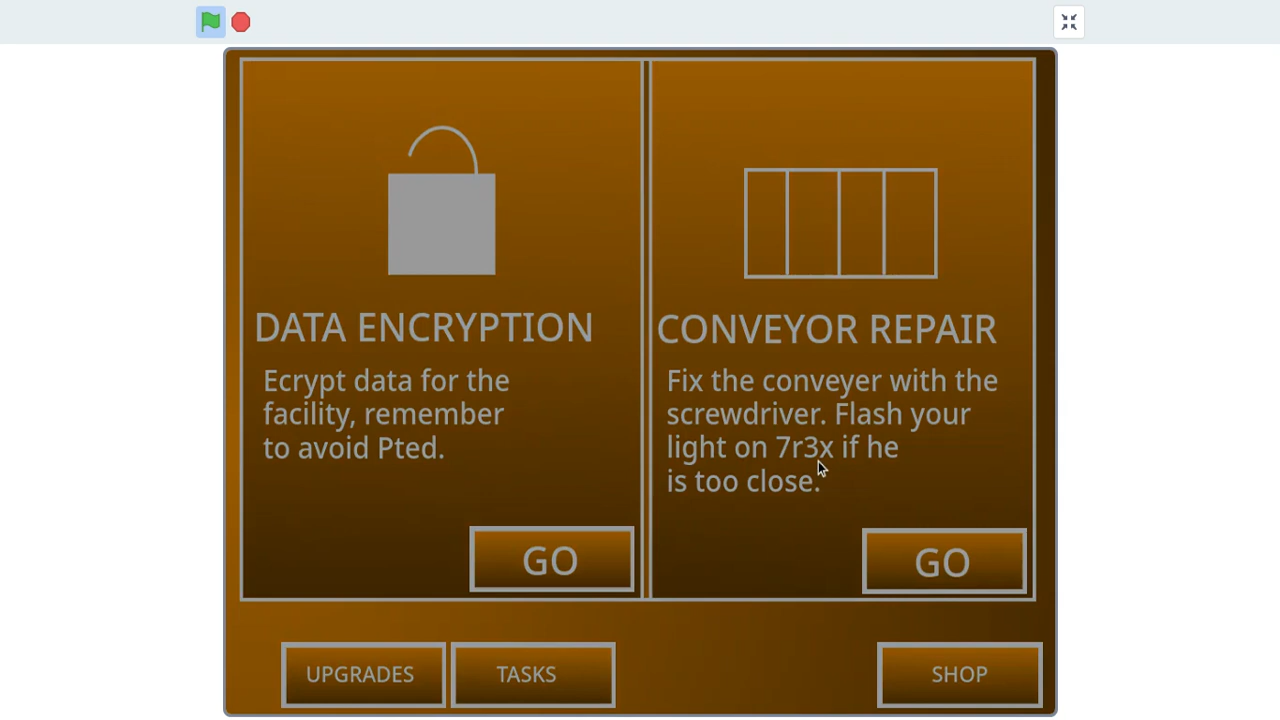 DATA ENCRYPTION
Ecrypt data for the
facility, remember
to avoid Pted.
GO
CONVEYOR REPAIR
Fix the conveyer with the
screwdriver. Flash your
light on 7r3x if he
is too close.
GO
UPGRADES
TASKS
SHOP